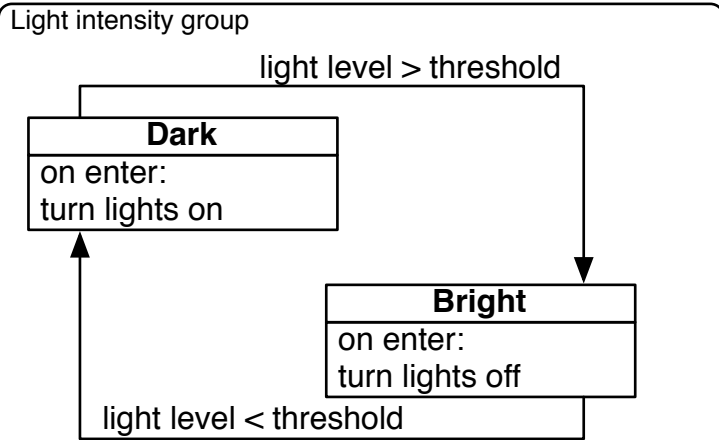 Light intensity group
light level > threshold
Dark
on enter:
turn lights on
Bright
on enter:
turn lights off
light level < threshold